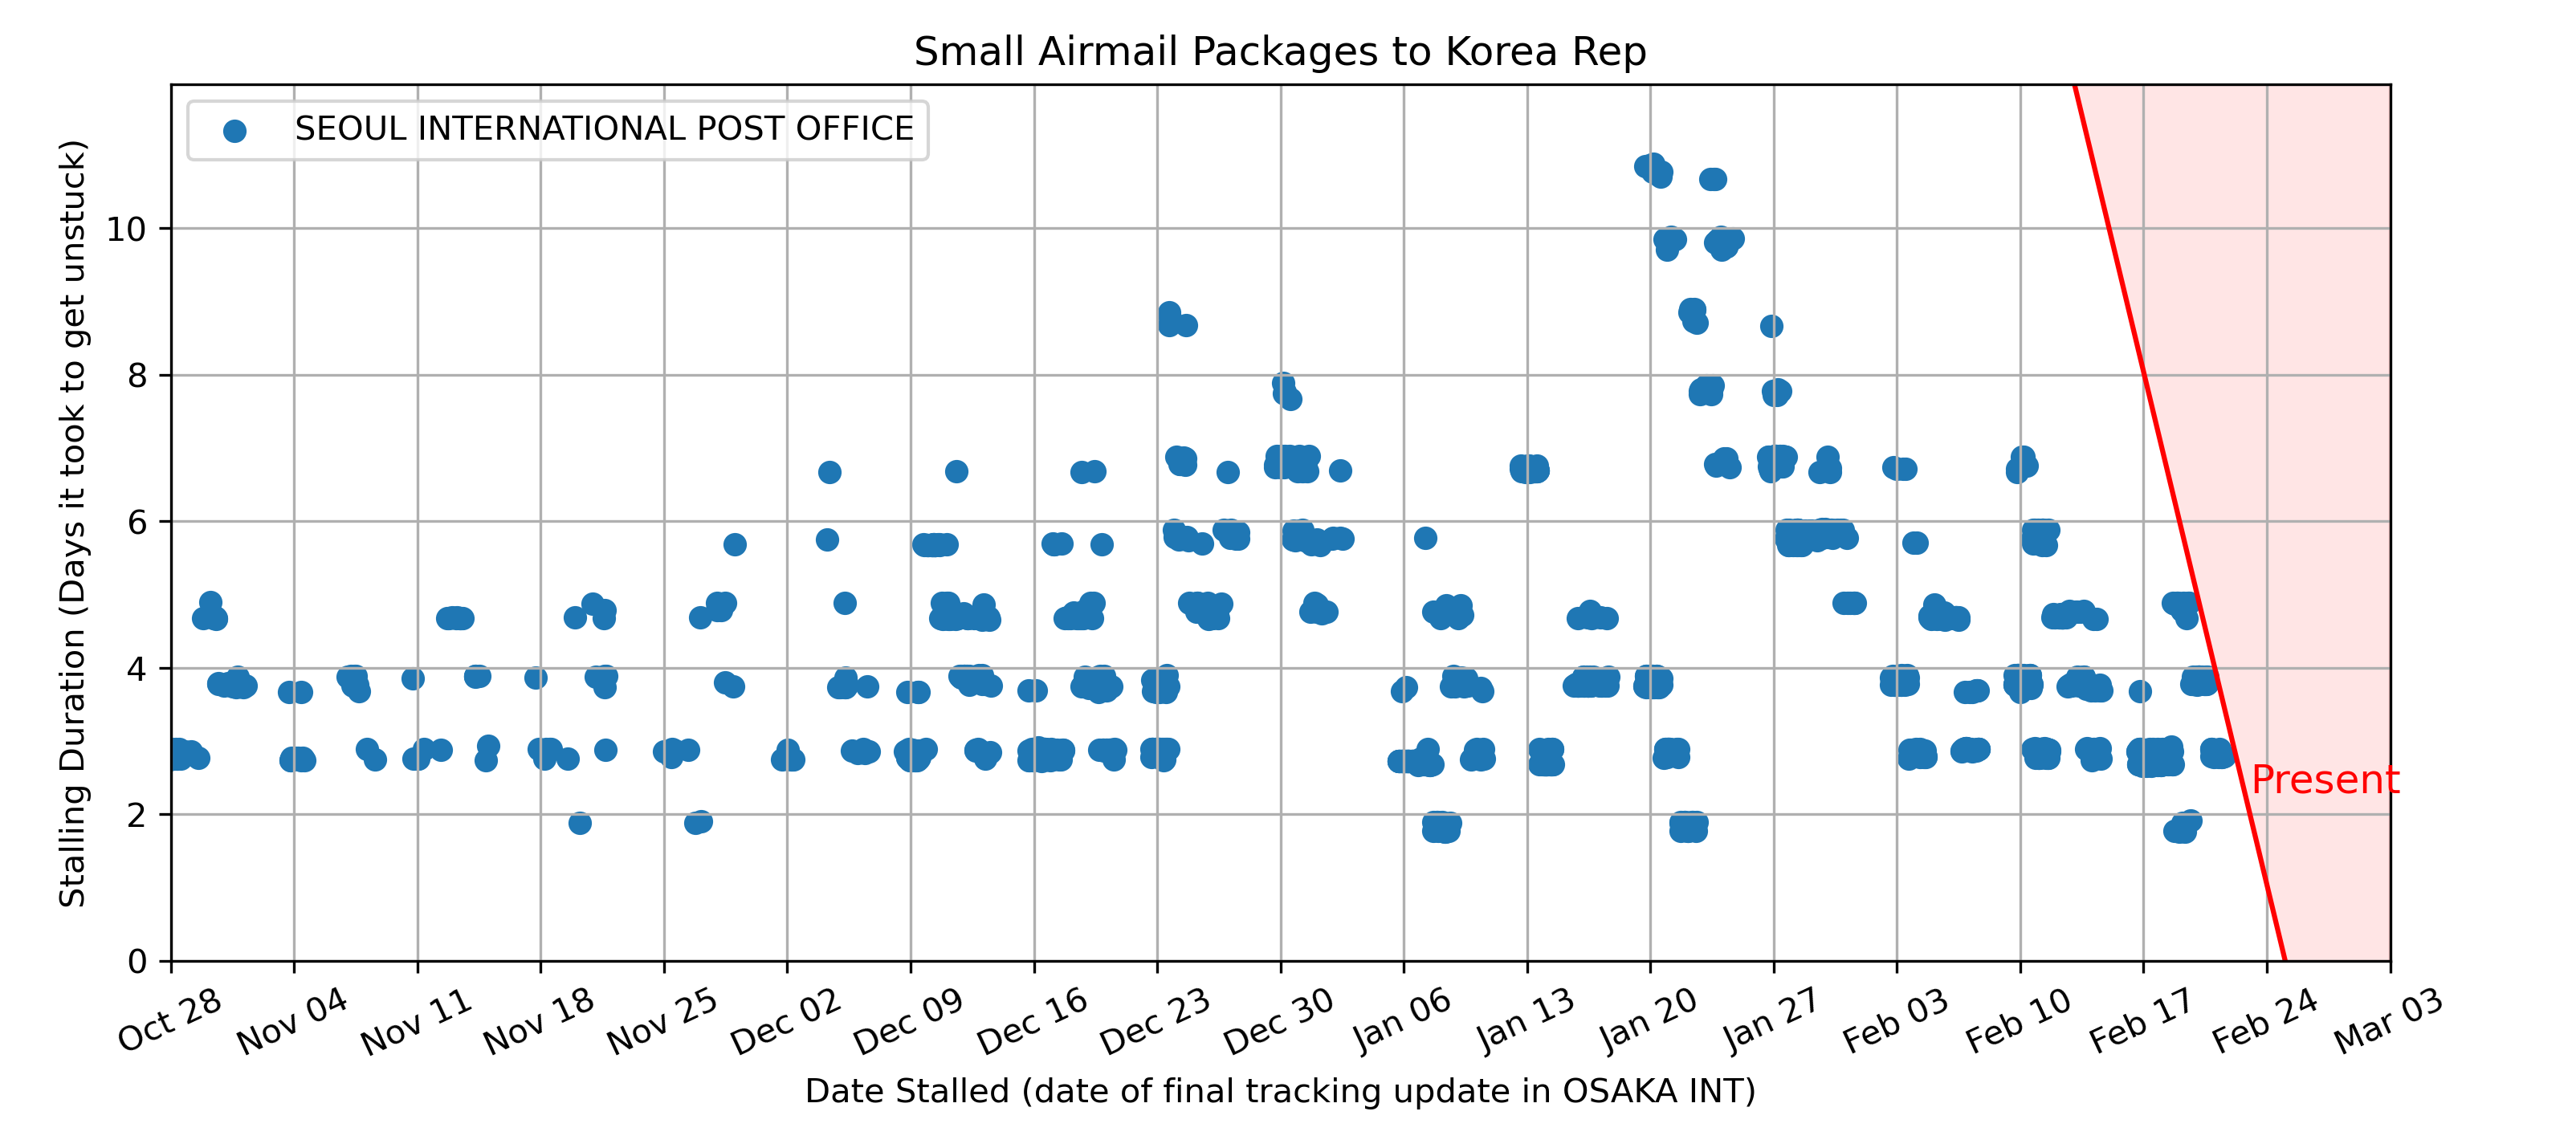 Small Airmail Packages to Korea Rep
SEOUL INTERNATIONAL POST OFFICE
Stalling Duration (Days it took to get unstuck)
10
8
6
4
2
0
Present
Oct 28
Nov 04
Nov 11
Nov 18
Nov 25
Dec 02
Dec 09
Dec 16
Dec 23
Dec 30
Jan 06
Jan 13
Jan 20
Jan 27
Feb 03
Feb 10
Feb 17
Feb 24
Mar 03
Date Stalled (date of final tracking update in OSAKA INT)